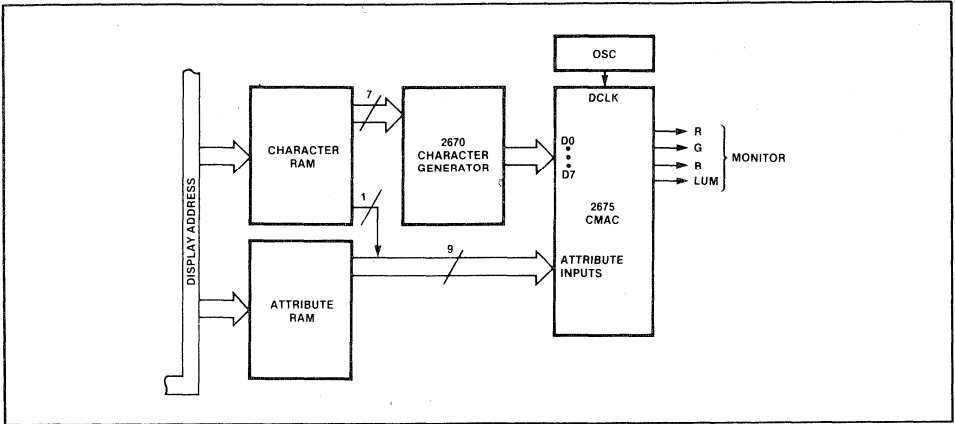 OSC
DCLK
7
R
G
B
LUM
MONITOR
CHARACTER
RAM
2670
CHARACTER
GENERATOR
D0
D7
2675
CMAC
1
9
DISPLAY ADDRESS
ATTRIBUTE
RAM
ATTRIBUTE
INPUTS